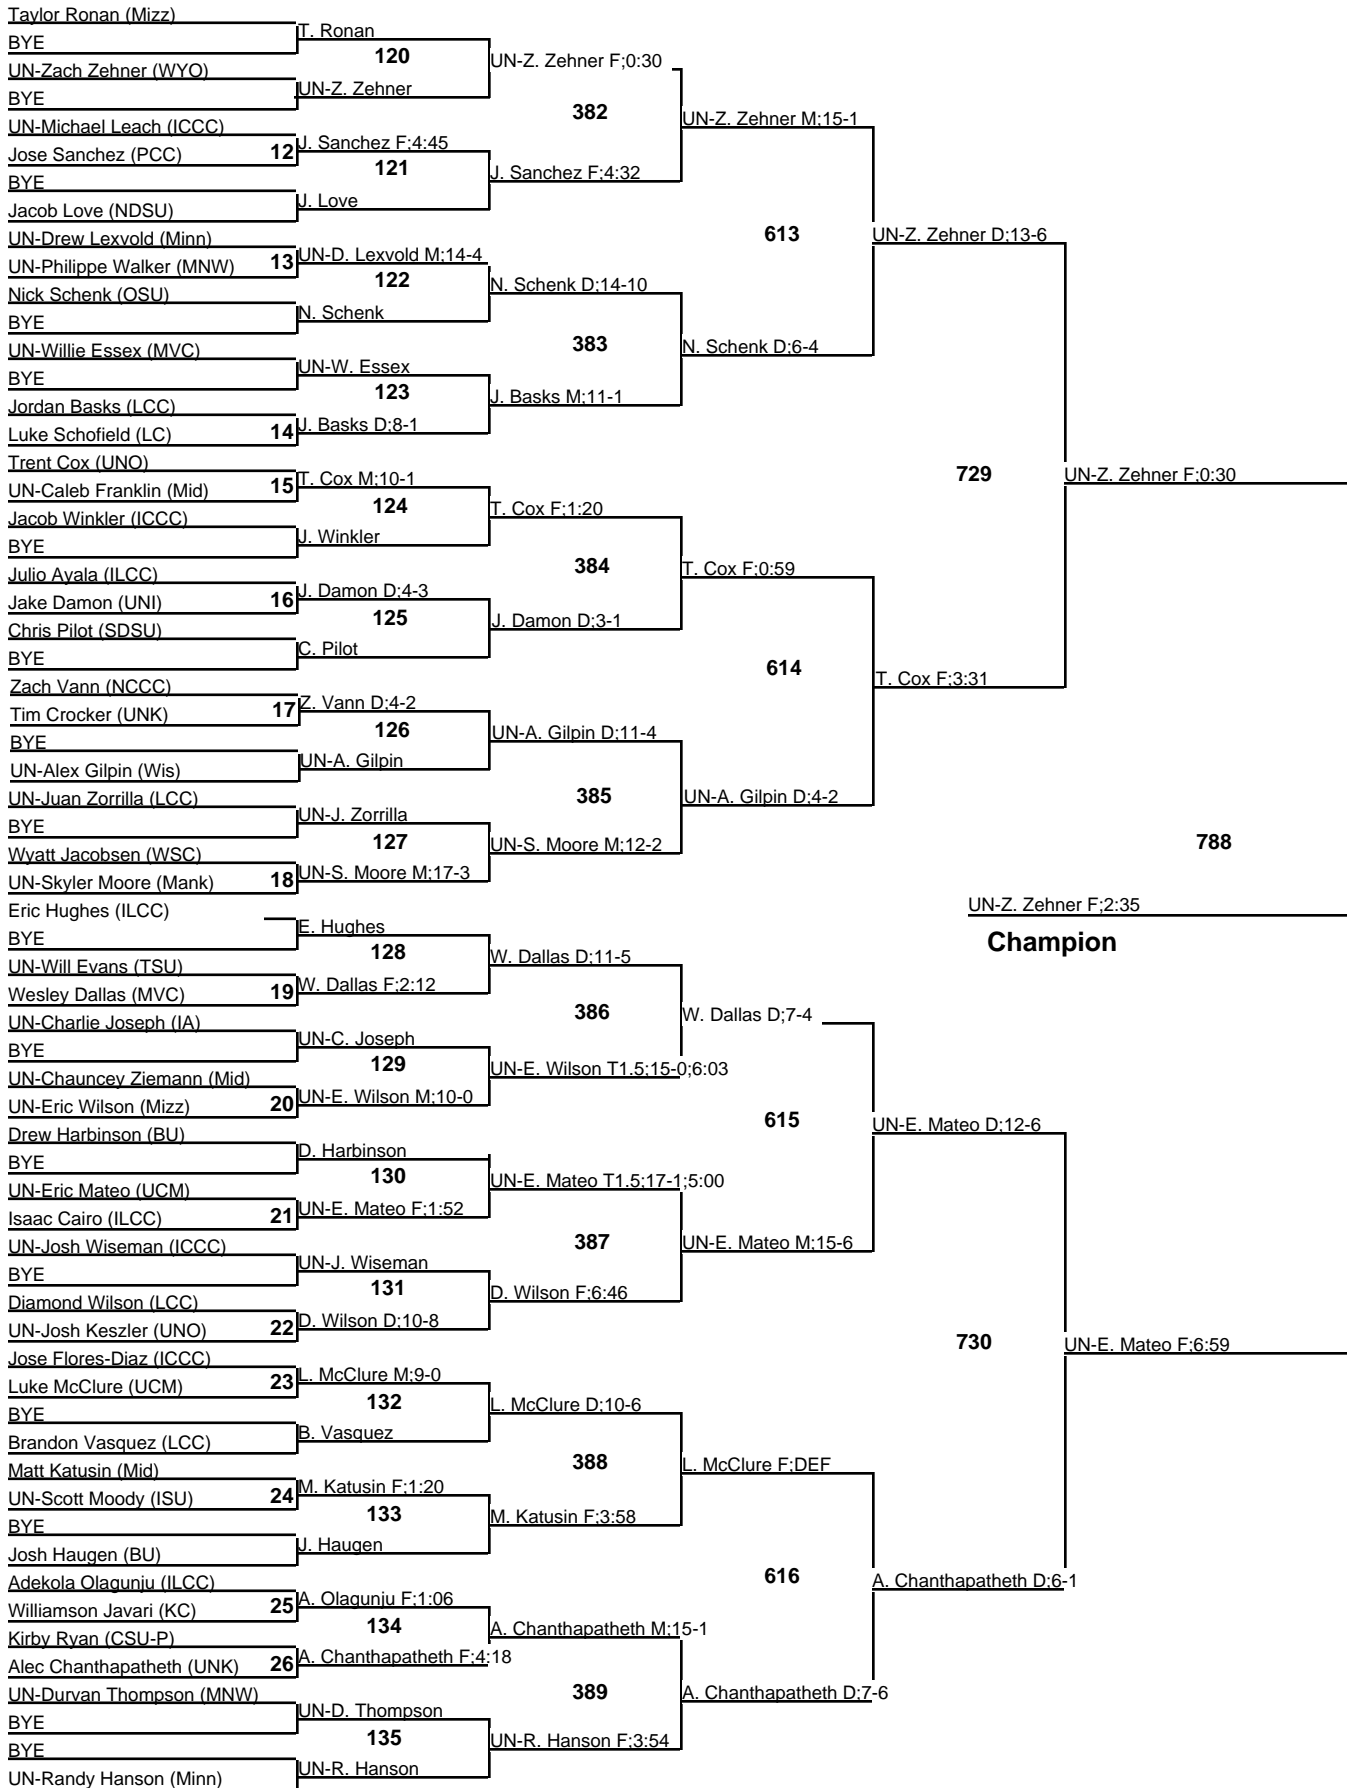 Taylor Ronan (Mizz)
BYE
UN-Zach Zehner (WYO)
BYE
UN-Michael Leach (ICCC)
Jose Sanchez (PCC)
BYE
Jacob Love (NDSU)
UN-Drew Lexvold (Minn)
UN-Philippe Walker (MNW)
Nick Schenk (OSU)
BYE
UN-Willie Essex (MVC)
BYE
Jordan Basks (LCC)
Luke Schofield (LC)
Trent Cox (UNO)
UN-Caleb Franklin (Mid)
Jacob Winkler (ICCC)
BYE
Julio Ayala (ILCC)
Jake Damon (UNI)
Chris Pilot (SDSU)
BYE
Zach Vann (NCCC)
Tim Crocker (UNK)
BYE
UN-Alex Gilpin (Wis)
UN-Juan Zorrilla (LCC)
BYE
Wyatt Jacobsen (WSC)
UN-Skyler Moore (Mank)
Eric Hughes (ILCC)
BYE
UN-Will Evans (TSU)
Wesley Dallas (MVC)
UN-Charlie Joseph (IA)
BYE
UN-Chauncey Ziemann (Mid)
UN-Eric Wilson (Mizz)
Drew Harbinson (BU)
BYE
UN-Eric Mateo (UCM)
Isaac Cairo (ILCC)
UN-Josh Wiseman (ICCC)
BYE
Diamond Wilson (LCC)
UN-Josh Keszler (UNO)
Jose Flores-Diaz (ICCC)
Luke McClure (UCM)
BYE
Brandon Vasquez (LCC)
Matt Katusin (Mid)
UN-Scott Moody (ISU)
BYE
Josh Haugen (BU)
Adekola Olagunju (ILCC)
Williamson Javari (KC)
Kirby Ryan (CSU-P)
Alec Chanthapatheth (UNK)
UN-Durvan Thompson (MNW)
BYE
BYE
UN-Randy Hanson (Minn)
12
13
14
15
16
17
18
19
20
21
22
23
24
25
26
T. Ronan
120
UN-Z. Zehner
J. Sanchez F;4:45
121
J. Love
UN-D. Lexvold M;14-4
122
N. Schenk
UN-W. Essex
123
J. Basks D;8-1
T. Cox M;10-1
124
J. Winkler
J. Damon D;4-3
125
C. Pilot
Z. Vann D;4-2
126
UN-A. Gilpin
UN-J. Zorrilla
127
UN-S. Moore M;17-3
E. Hughes
128
W. Dallas F;2:12
UN-C. Joseph
129
UN-E. Wilson M;10-0
D. Harbinson
130
UN-E. Mateo F;1:52
UN-J. Wiseman
131
D. Wilson D;10-8
L. McClure M;9-0
132
B. Vasquez
M. Katusin F;1:20
133
J. Haugen
A. Olagunju F;1:06
134
A. Chanthapatheth F;4:18
UN-D. Thompson
135
UN-R. Hanson
UN-Z. Zehner F;0:30
382
J. Sanchez F;4:32
N. Schenk D;14-10
383
J. Basks M;11-1
T. Cox F;1:20
384
J. Damon D;3-1
UN-A. Gilpin D;11-4
385
UN-S. Moore M;12-2
W. Dallas D;11-5
386
UN-E. Wilson T1.5;15-0;6:03
UN-E. Mateo T1.5;17-1;5:00
387
D. Wilson F;6:46
L. McClure D;10-6
388
M. Katusin F;3:58
A. Chanthapatheth M;15-1
389
UN-R. Hanson F;3:54
UN-Z. Zehner M;15-1
613
N. Schenk D;6-4
T. Cox F;0:59
614
UN-A. Gilpin D;4-2
W. Dallas D;7-4
615
UN-E. Mateo M;15-6
L. McClure F;DEF
616
A. Chanthapatheth D;7-6
UN-Z. Zehner D;13-6
729
T. Cox F;3:31
UN-E. Mateo D;12-6
730
A. Chanthapatheth D;6-1
UN-Z. Zehner F;0:30
788
UN-E. Mateo F;6:59
UN-Z. Zehner F;2:35
Champion